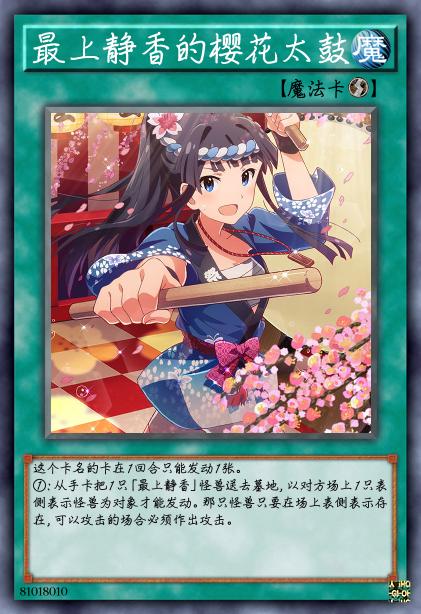 最上静香的樱花太鼓 魔
【魔法卡】
这个卡名的卡在1回合只能发动1张。
①：从手卡把1只「最上静香」怪兽送去墓地，以对方场上1只表
侧表示怪兽为对象才能发动。那只怪兽只要在场上表侧表示存
在，可以攻击的场合必须作出攻击。
81018010